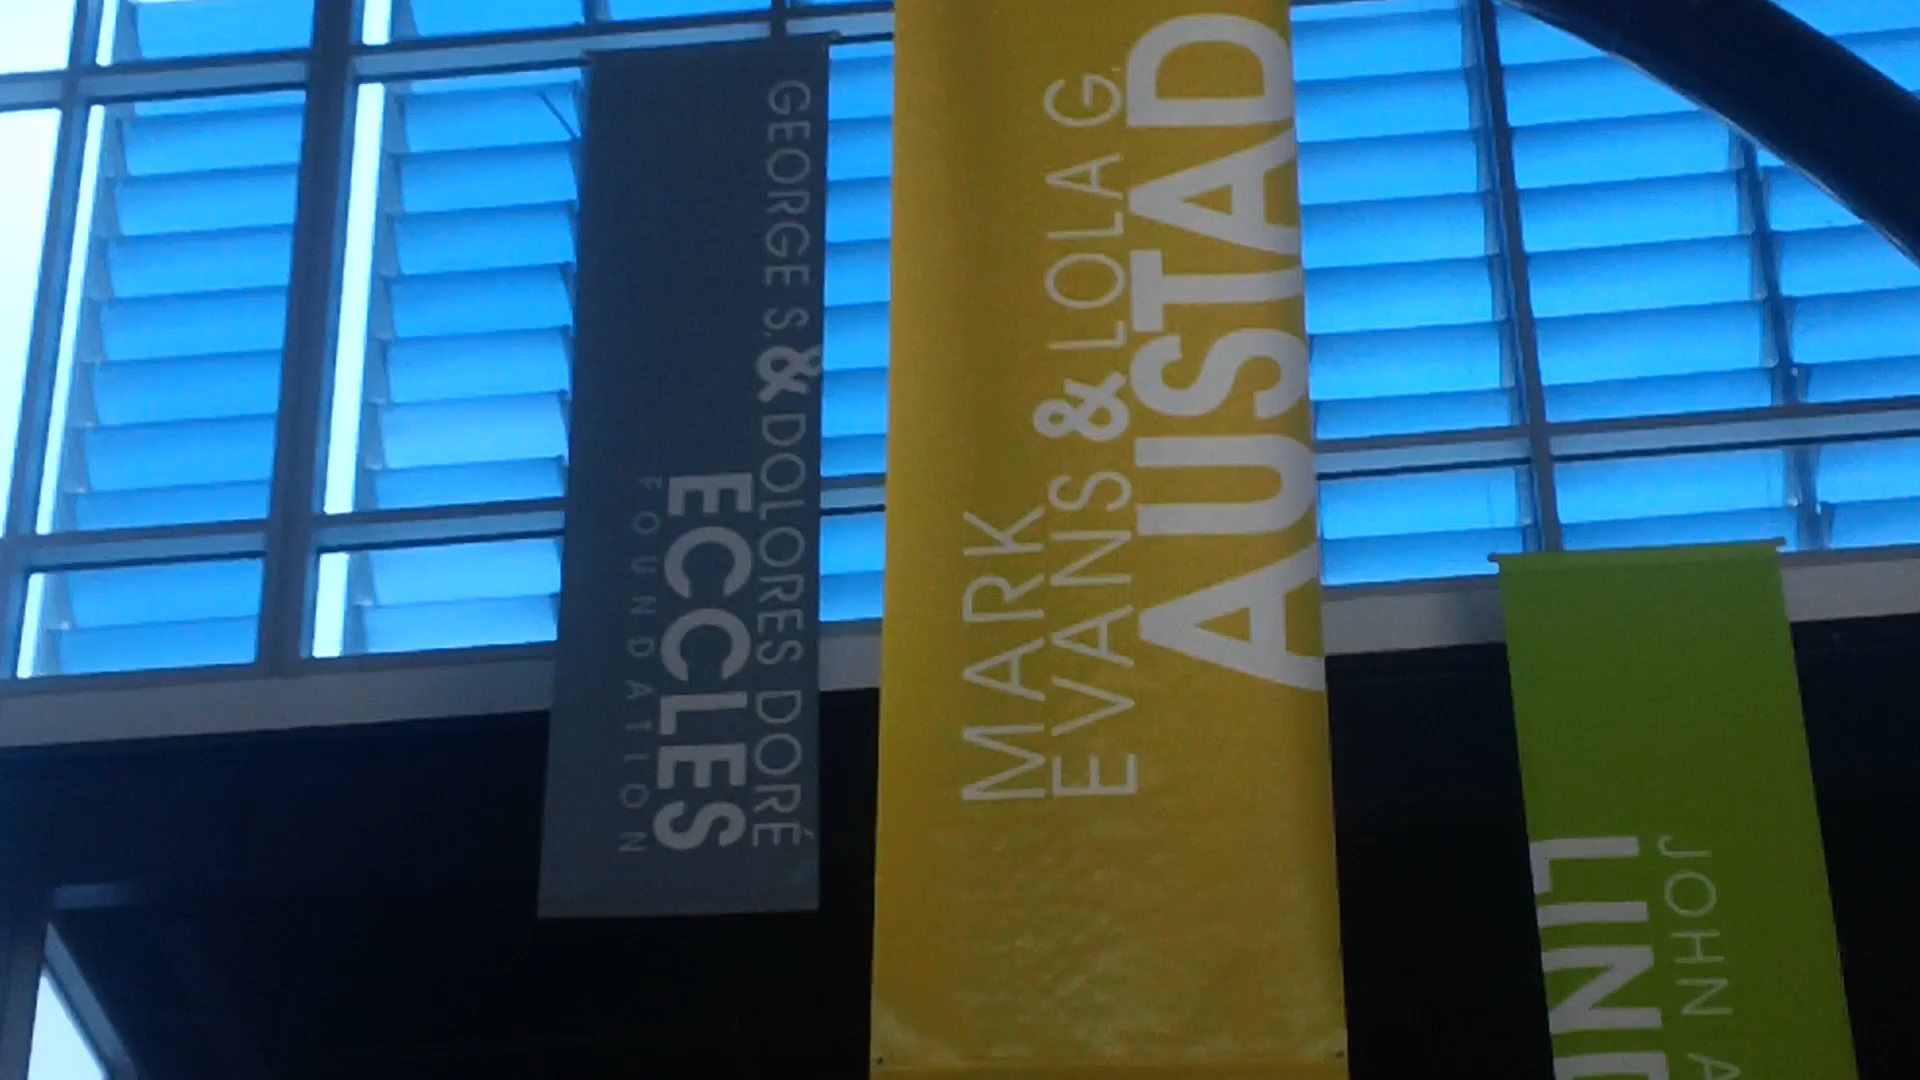 GEORGE S. & DOLORES DORÉ
ECCLES
FOUNDATION
MARK
EVANS & LOLA G.
AUSTAD
JOHN